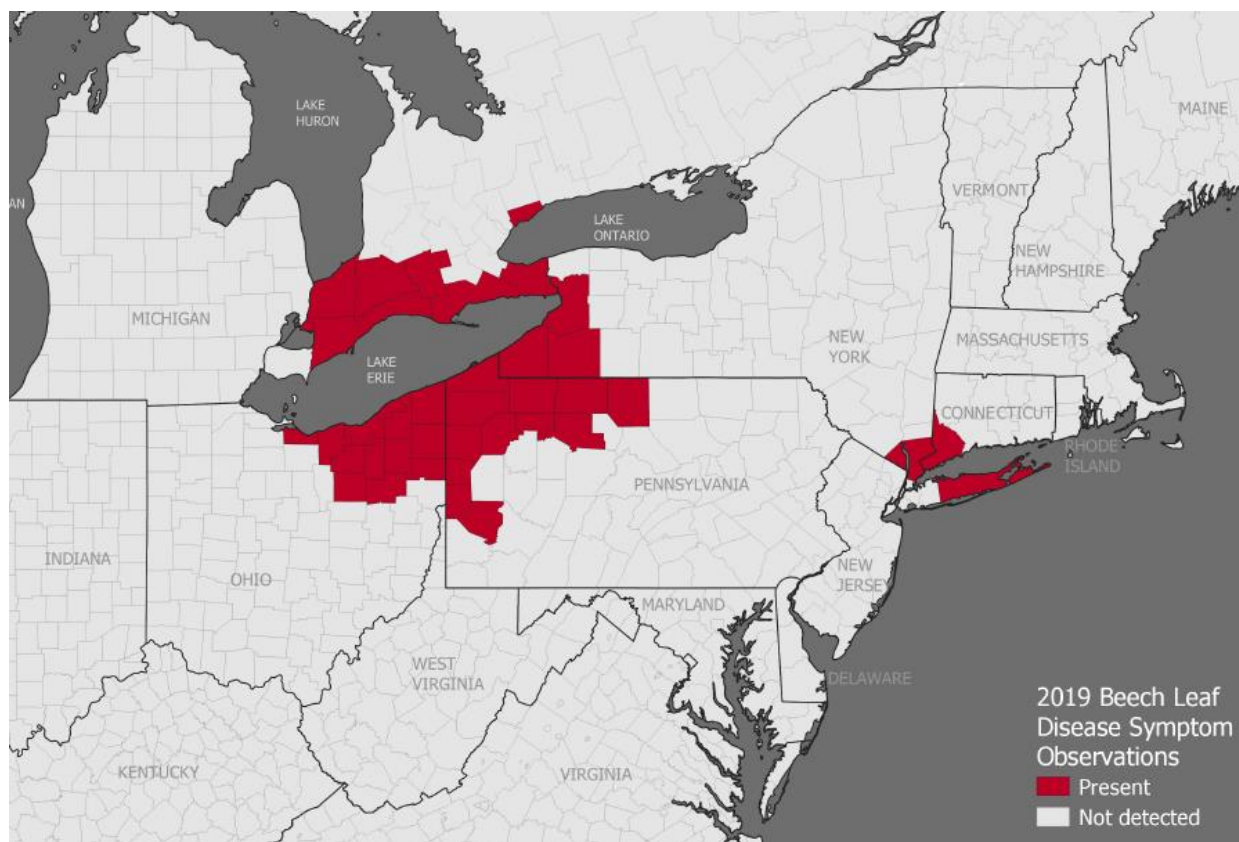 LAKE
HURON
MAINE
AN
LAKE
ONTARIO
VERMONT
NEW
HAMPSHIRE
MICHIGAN
NEW
YORK
MASSACHUSETTS
LAKE
ERIE
CONNECTICUT
RHODE
ISLAND
PENNSYLVANIA
INDIANA
OHIO
NEW
JERSEY
MARYLAND
WEST
VIRGINIA
DELAWARE
KENTUCKY
VIRGINIA
2019 Beech Leaf
Disease Symptom
Observations
Present
Not detected